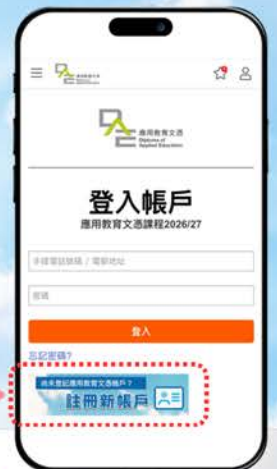 應用教育文憑
Diploma of
Applied Education
登入帳戶
應用教育文憑課程2026/27
手提電話號碼 / 電郵地址
密碼
登入
忘記密碼?
尚未登記應用教育文憑帳戶?
註冊新帳戶